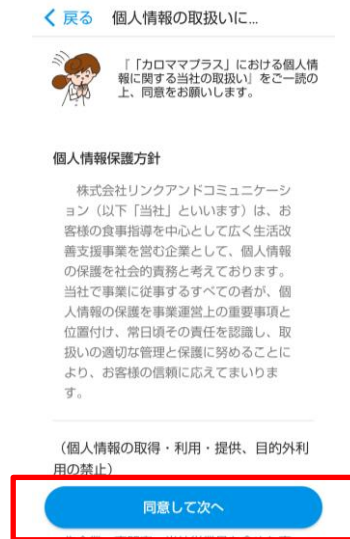 戻る 個人情報の取扱いに...
『「カロママプラス」における個人情
報に関する当社の取扱い』をご一読の
上、同意をお願いします。
個人情報保護方針
株式会社リンクアンドコミュニケーシ
ョン（以下「当社」といいます）は、お
客様の食事指導を中心として広く生活改
善支援事業を営む企業として、個人情報
の保護を社会的責務と考えております。
当社で事業に従事するすべての者が、個
人情報の保護を事業運営上の重要事項と
位置付け、常日頃その責任を認識し、取
扱いの適切な管理と保護に努めることに
より、お客様の信頼に応えてまいりま
す。
（個人情報の取得・利用・提供、目的外利
用の禁止）
同意して次へ